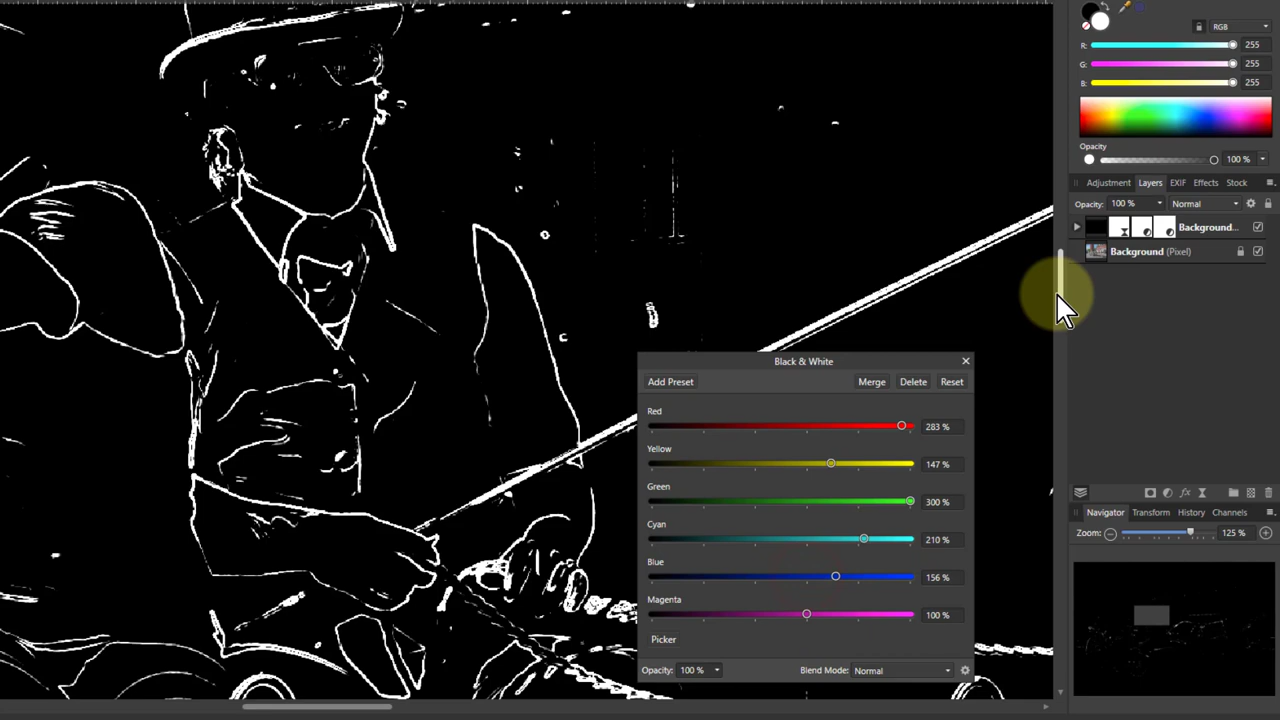 RGB
R:
255
G:
255
B:
255
Opacity
100 %
Adjustment Layers EXIF Effects Stock
Opacity: 100 % Normal
Background...
Background (Pixel)
Black & White
Add Preset Merge Delete Reset
Red
283 %
Yellow
147 %
Green
300 %
Cyan
210 %
Blue
156 %
Magenta
100 %
Picker
Opacity: 100 % Blend Mode: Normal
fx
Navigator Transform History Channels
Zoom: 125 %